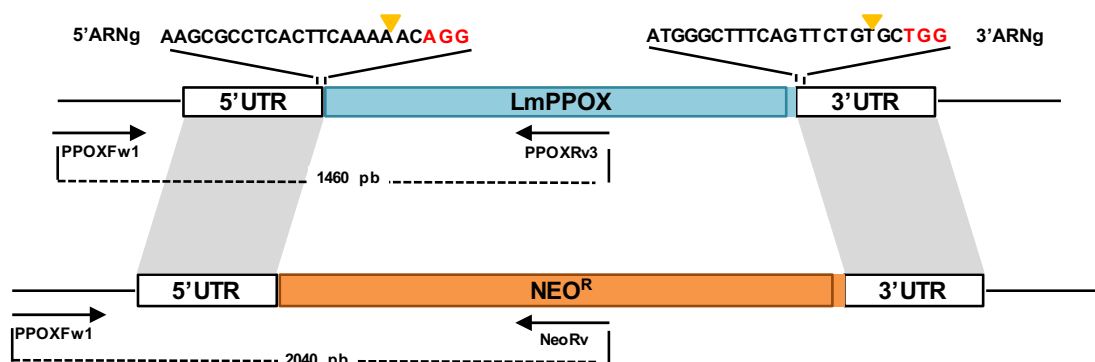 5'ARNg AAGCGCCTCACTTCAAAAACAGG ATGGGCTTTCAGTTCTGTGCTGG 3'ARNg
5'UTR LmPPOX 3'UTR
PPOXFw1 PPOXRv3
1460 pb
5'UTR NEOR 3'UTR
PPOXFw1 NeoRv
2040 pb